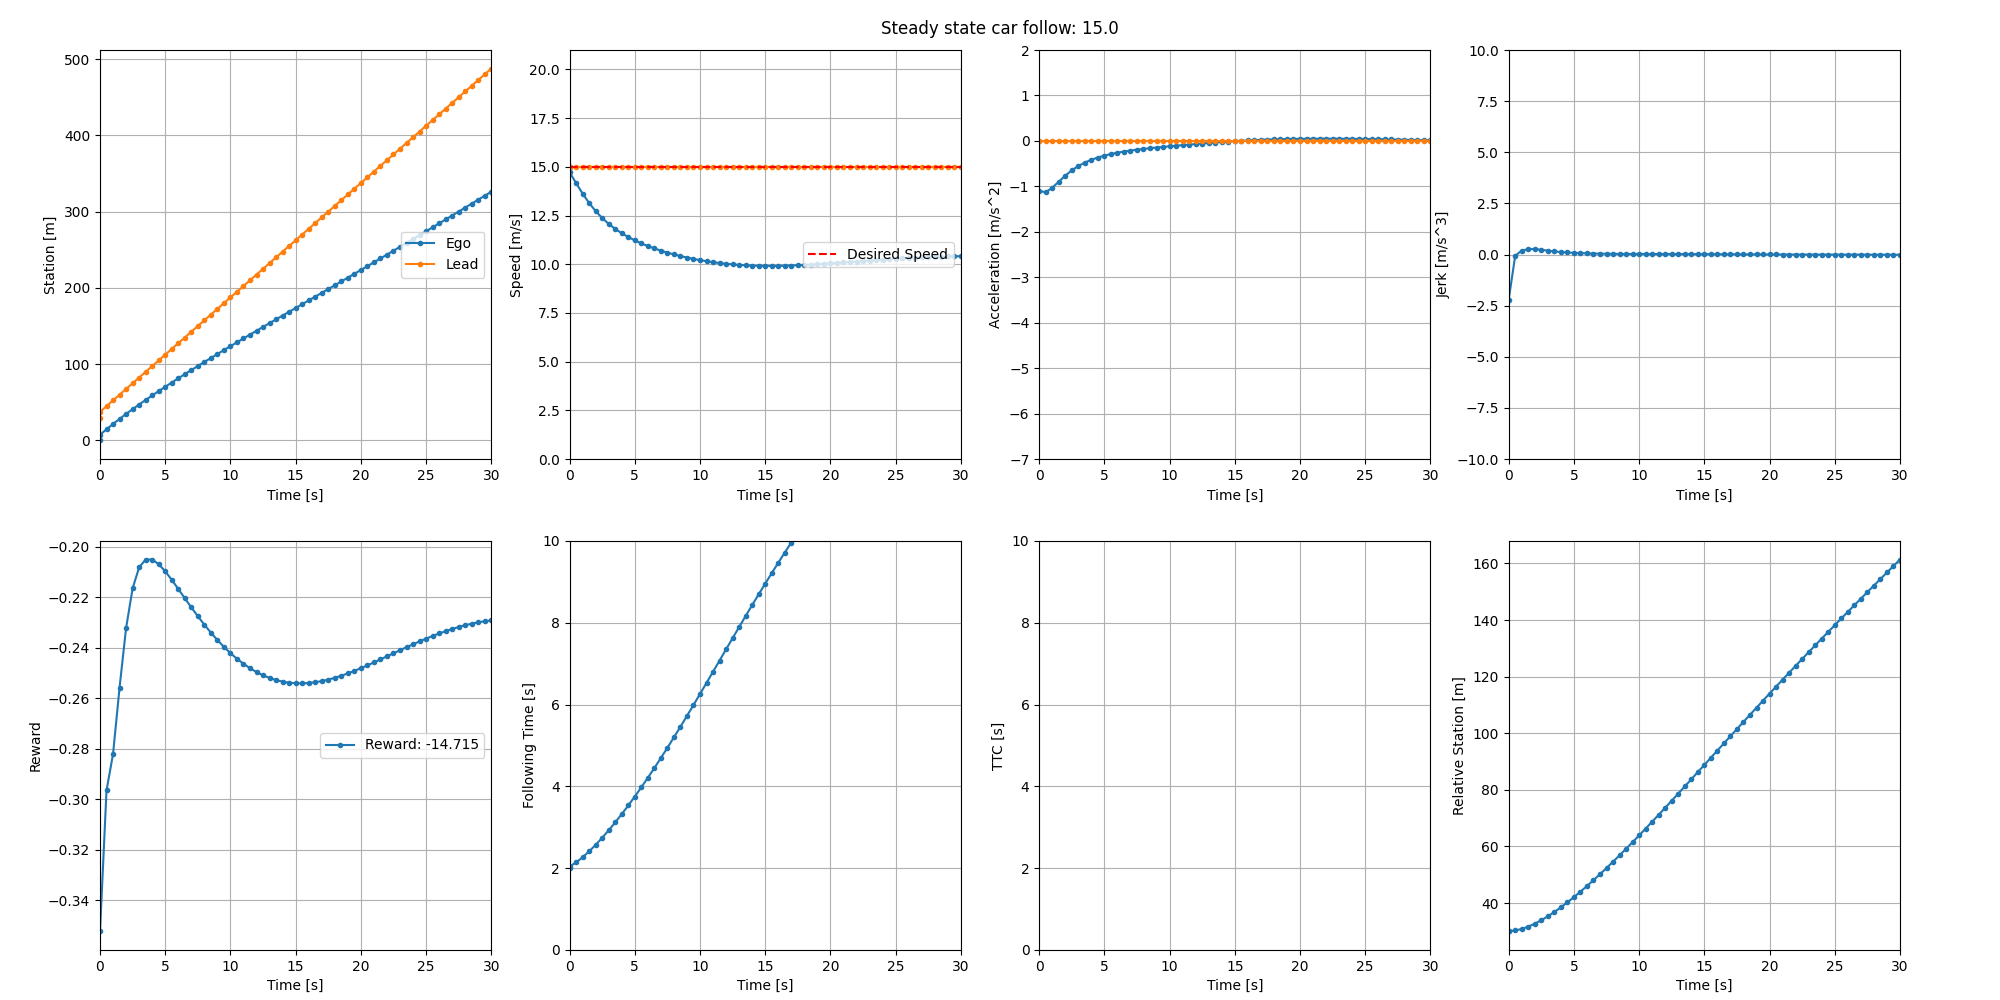 Steady state car follow: 15.0
Station [m]
500
400
300
200
100
0
Ego
Lead
0 5 10 15 20 25 30
Time [s]
Speed [m/s]
20.0
17.5
15.0
12.5
10.0
7.5
5.0
2.5
0.0
Desired Speed
0 5 10 15 20 25 30
Time [s]
Acceleration [m/s^2]
2
1
0
−1
−2
−3
−4
−5
−6
−7
0 5 10 15 20 25 30
Time [s]
Jerk [m/s^3]
10.0
7.5
5.0
2.5
0.0
−2.5
−5.0
−7.5
−10.0
0 5 10 15 20 25 30
Time [s]
Reward
−0.20
−0.22
−0.24
−0.26
−0.28
−0.30
−0.32
−0.34
Reward: -14.715
0 5 10 15 20 25 30
Time [s]
Following Time [s]
10
8
6
4
2
0
0 5 10 15 20 25 30
Time [s]
TTC [s]
10
8
6
4
2
0
0 5 10 15 20 25 30
Time [s]
Relative Station [m]
160
140
120
100
80
60
40
0 5 10 15 20 25 30
Time [s]